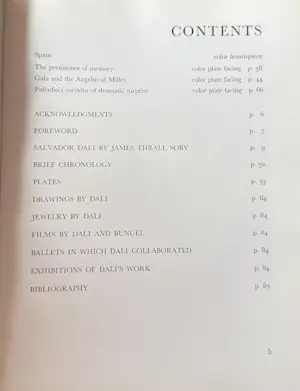 CONTENTS
Spain color frontispiece
The persistence of memory color plate facing p. 38
Gala and the Angelus of Millet color plate facing p. 44
Palladio's corridor of dramatic surprise color plate facing p. 66
ACKNOWLEDGMENTS p. 6
FOREWORD p. 7
SALVADOR DALI BY JAMES THRALL SOBY p. 9
BRIEF CHRONOLOGY p. 32
PLATES p. 33
DRAWINGS BY DALI p. 84
JEWELRY BY DALI p. 84
FILMS BY DALI AND BUNUEL p. 84
BALLETS IN WHICH DALI COLLABORATED p. 84
EXHIBITIONS OF DALI'S WORK p. 84
BIBLIOGRAPHY p. 85
5